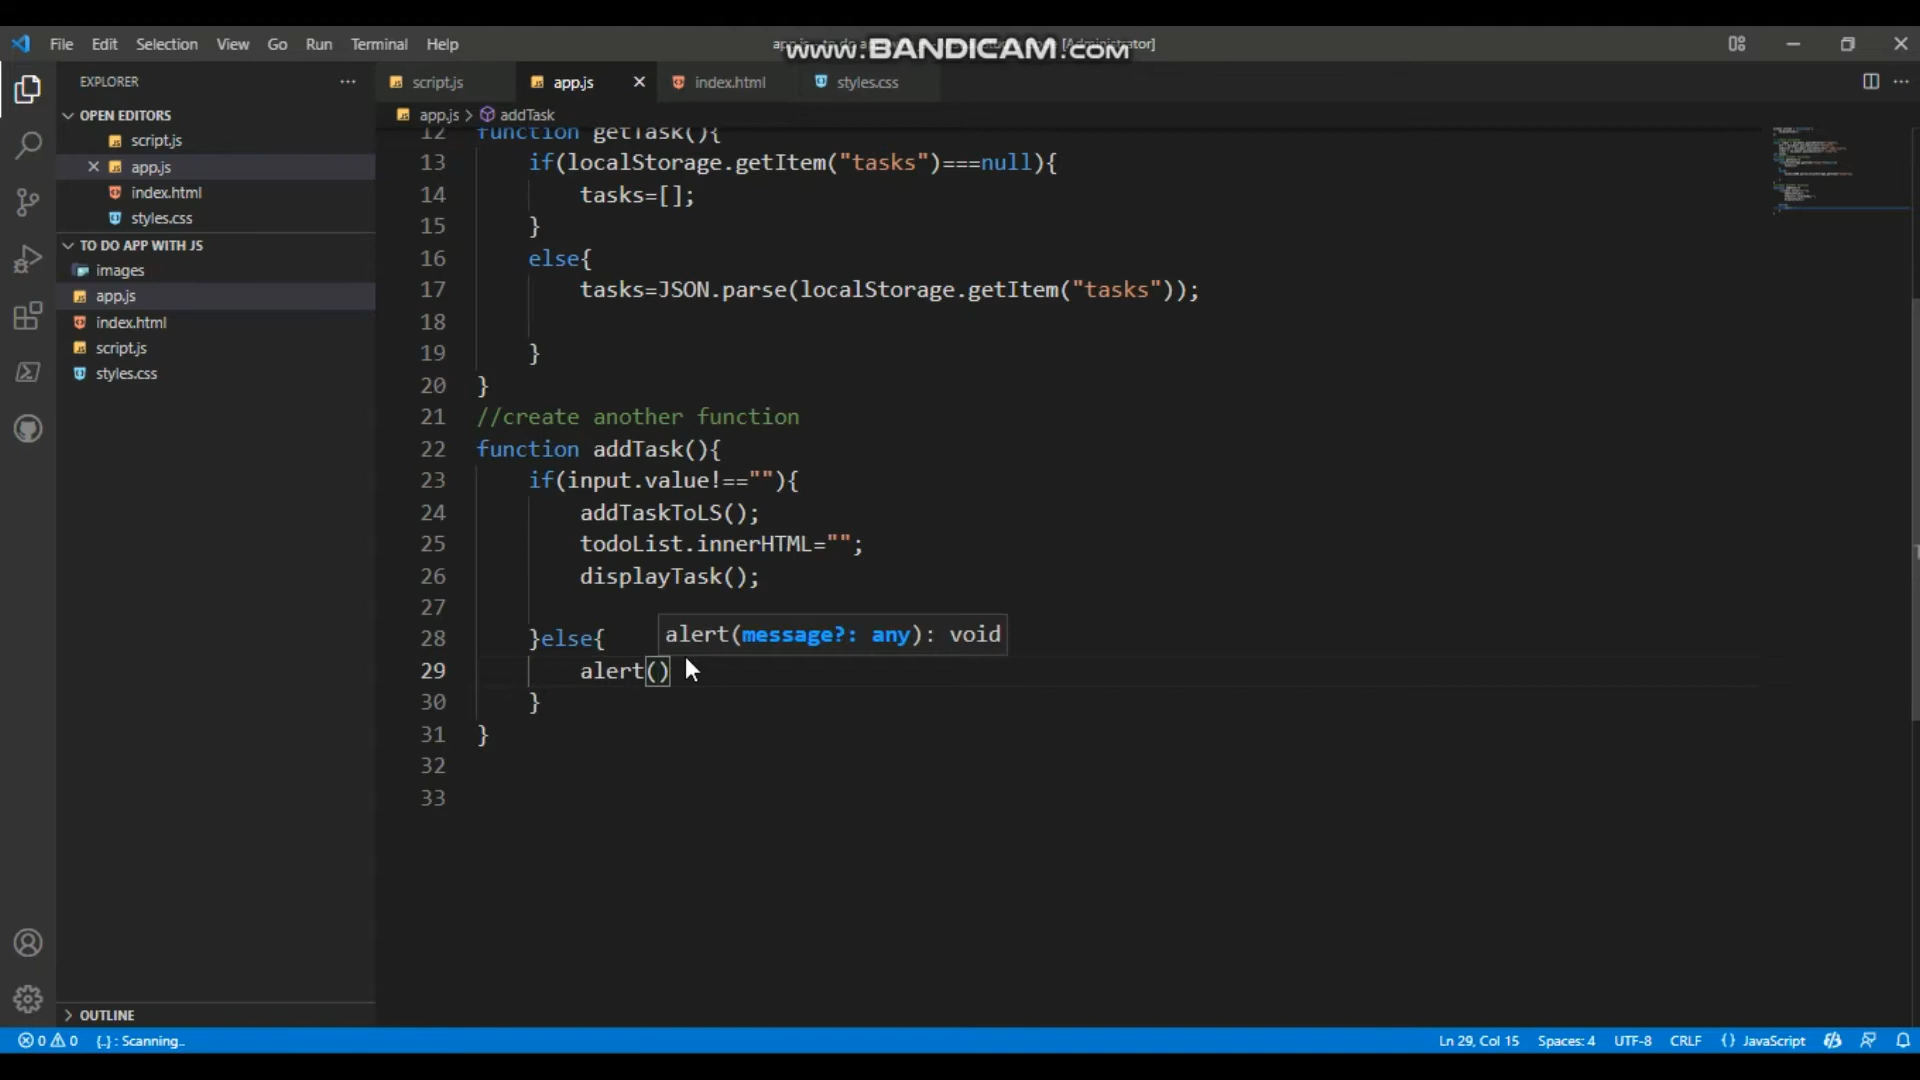 File Edit Selection View Go Run Terminal Help
www.BANDICAM.com
EXPLORER
OPEN EDITORS
script.js
app.js
index.html
styles.css
TO DO APP WITH JS
images
app.js
index.html
script.js
styles.css
OUTLINE
script.js app.js index.html styles.css
app.js > addTask
12 function getTask(){
13 if(localStorage.getItem("tasks")===null){
14 tasks=[];
15 }
16 else{
17 tasks=JSON.parse(localStorage.getItem("tasks"));
18
19 }
20 }
21 //create another function
22 function addTask(){
23 if(input.value!==""){
24 addTaskToLS();
25 todoList.innerHTML="";
26 displayTask();
27
28 }else{
alert(message?: any): void
29 alert()
30 }
31 }
32
33
0 0 {..} : Scanning..
Ln 29, Col 15 Spaces: 4 UTF-8 CRLF {} JavaScript